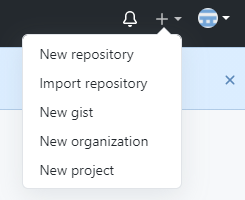 New repository
Import repository
New gist
New organization
New project